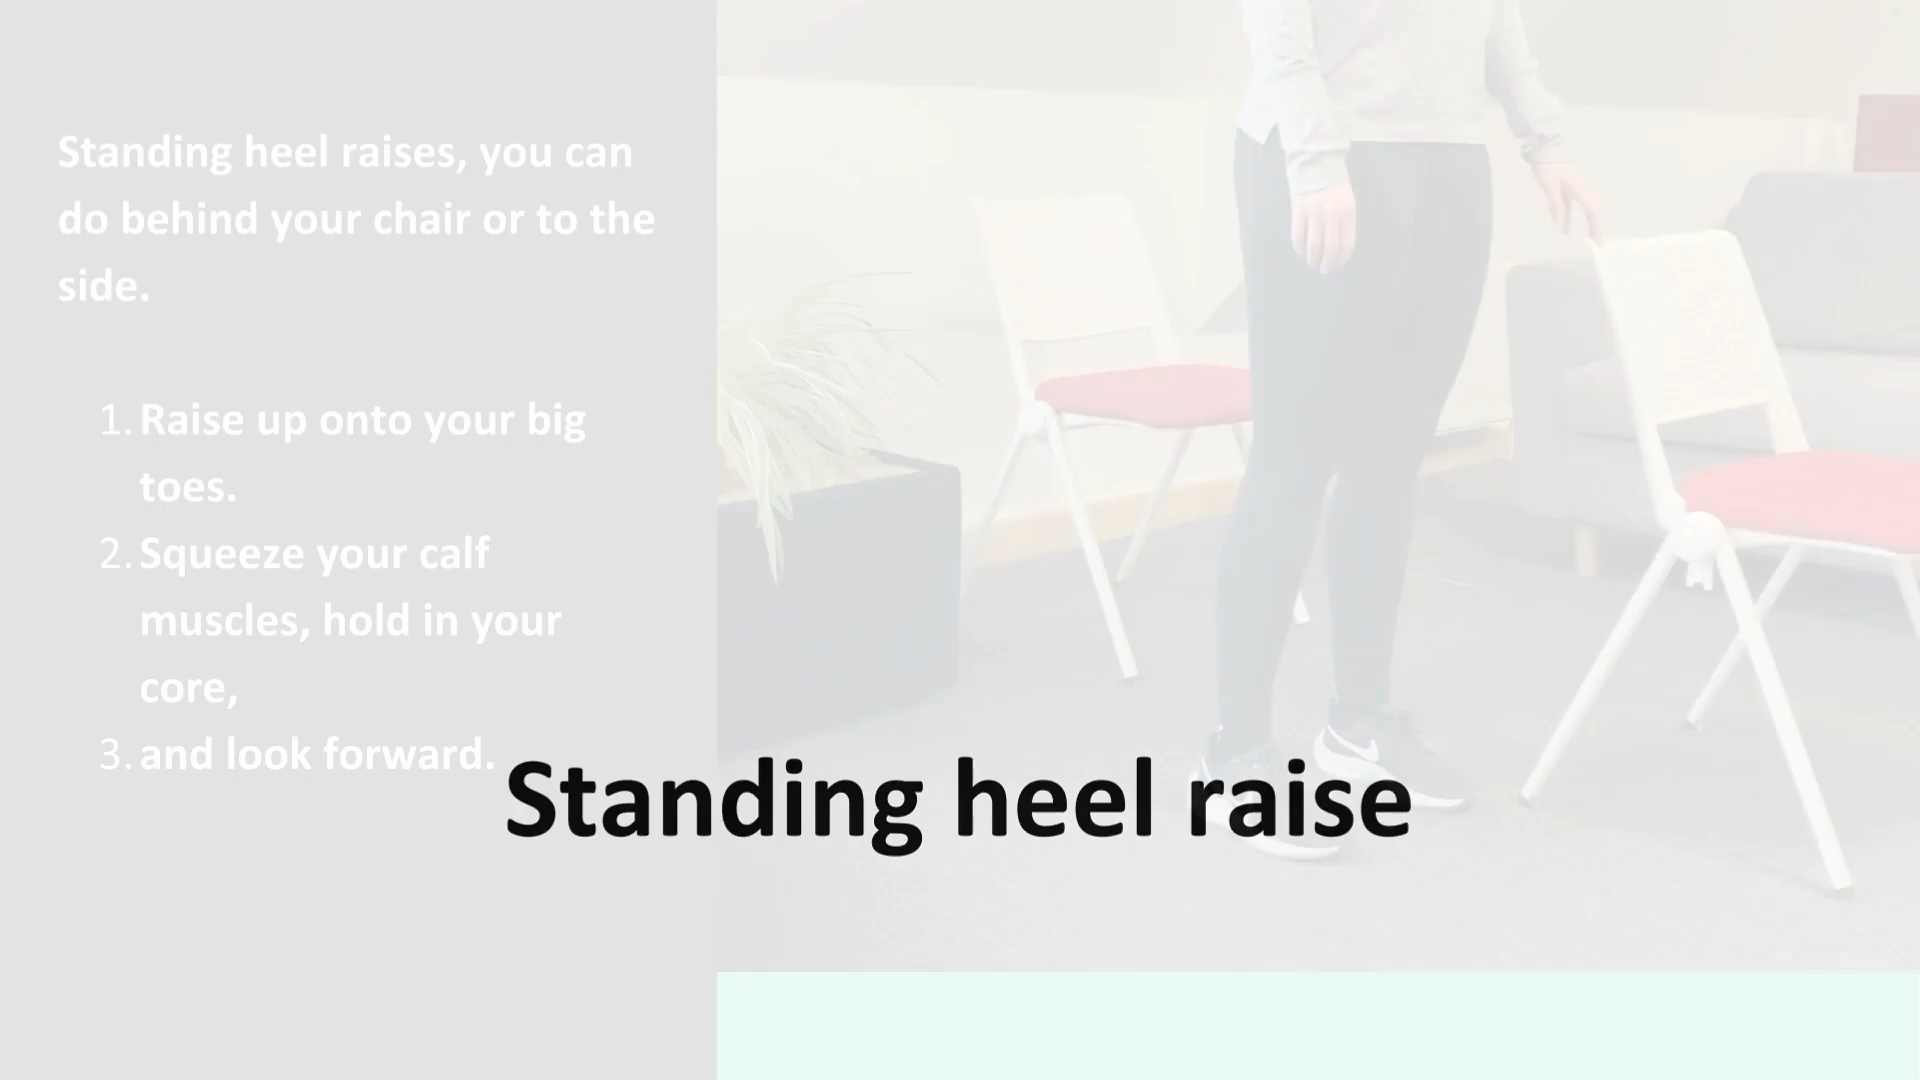 Standing heel raises, you can
do behind your chair or to the
side.
1. Raise up onto your big
toes.
2. Squeeze your calf
muscles, hold in your
core,
3. and look forward.
Standing heel raise